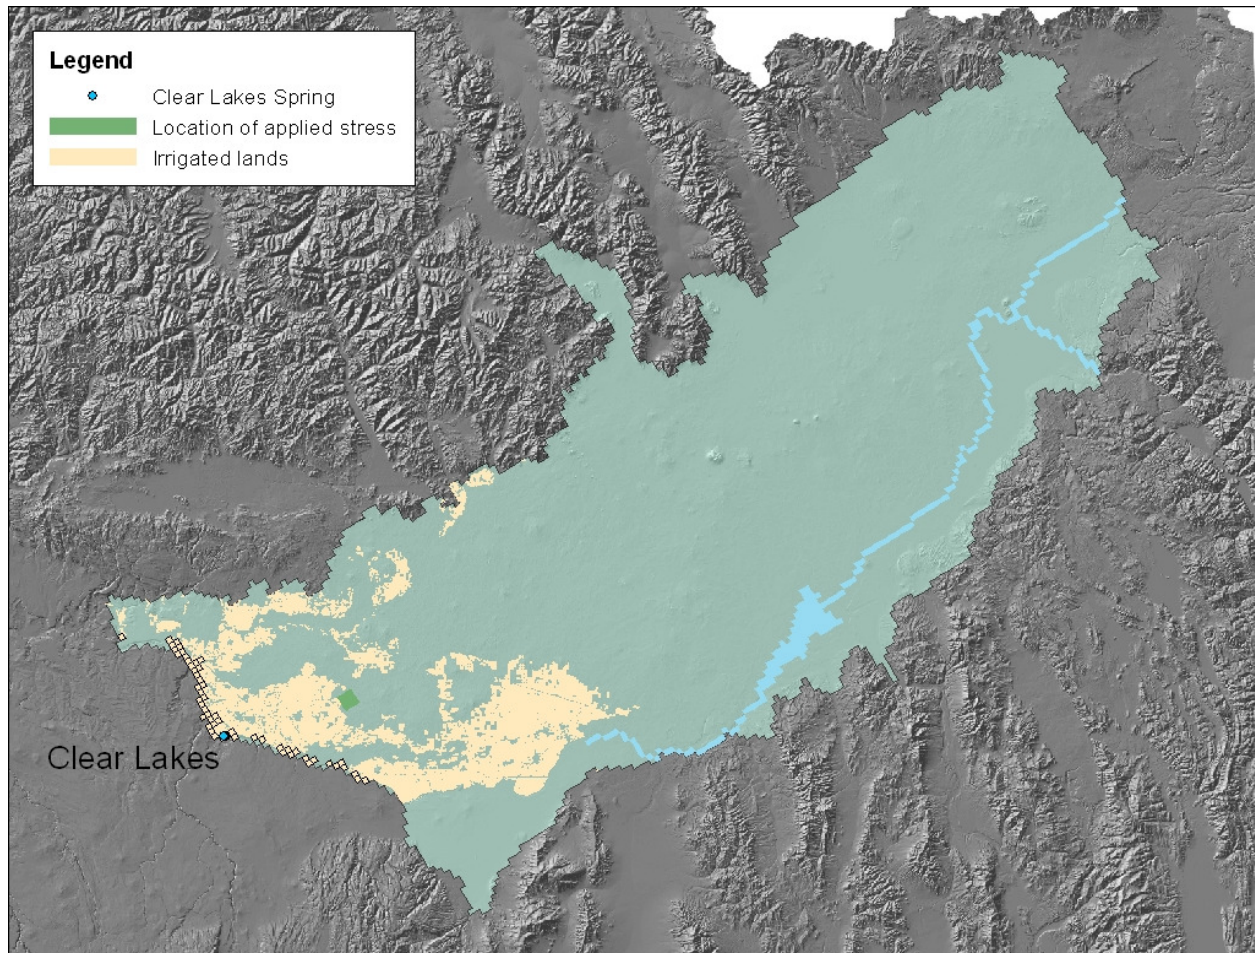 Legend
Clear Lakes Spring
Location of applied stress
Irrigated lands
Clear Lakes